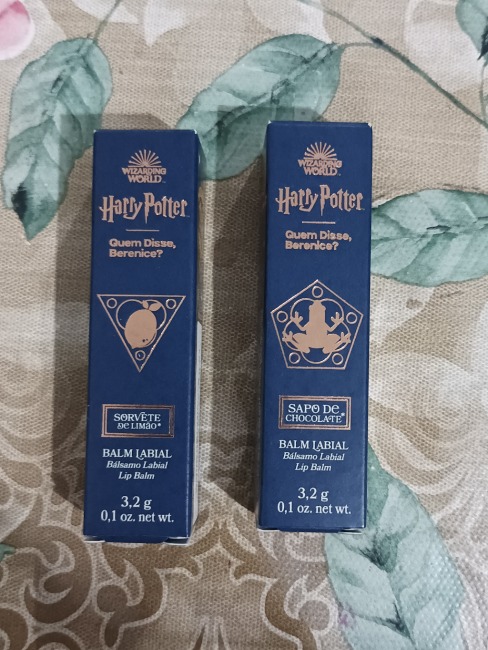 WIZARDING
WORLD
Harry Potter
Quem Disse,
Berenice?
SORVETE
DE LIMÃO*
BALM LABIAL
Bálsamo Labial
Lip Balm
3,2 g
0,1 oz. net wt.
WIZARDING
WORLD
Harry Potter
Quem Disse,
Berenice?
SAPO DE
CHOCOLATE*
BALM LABIAL
Bálsamo Labial
Lip Balm
3,2 g
0,1 oz. net wt.